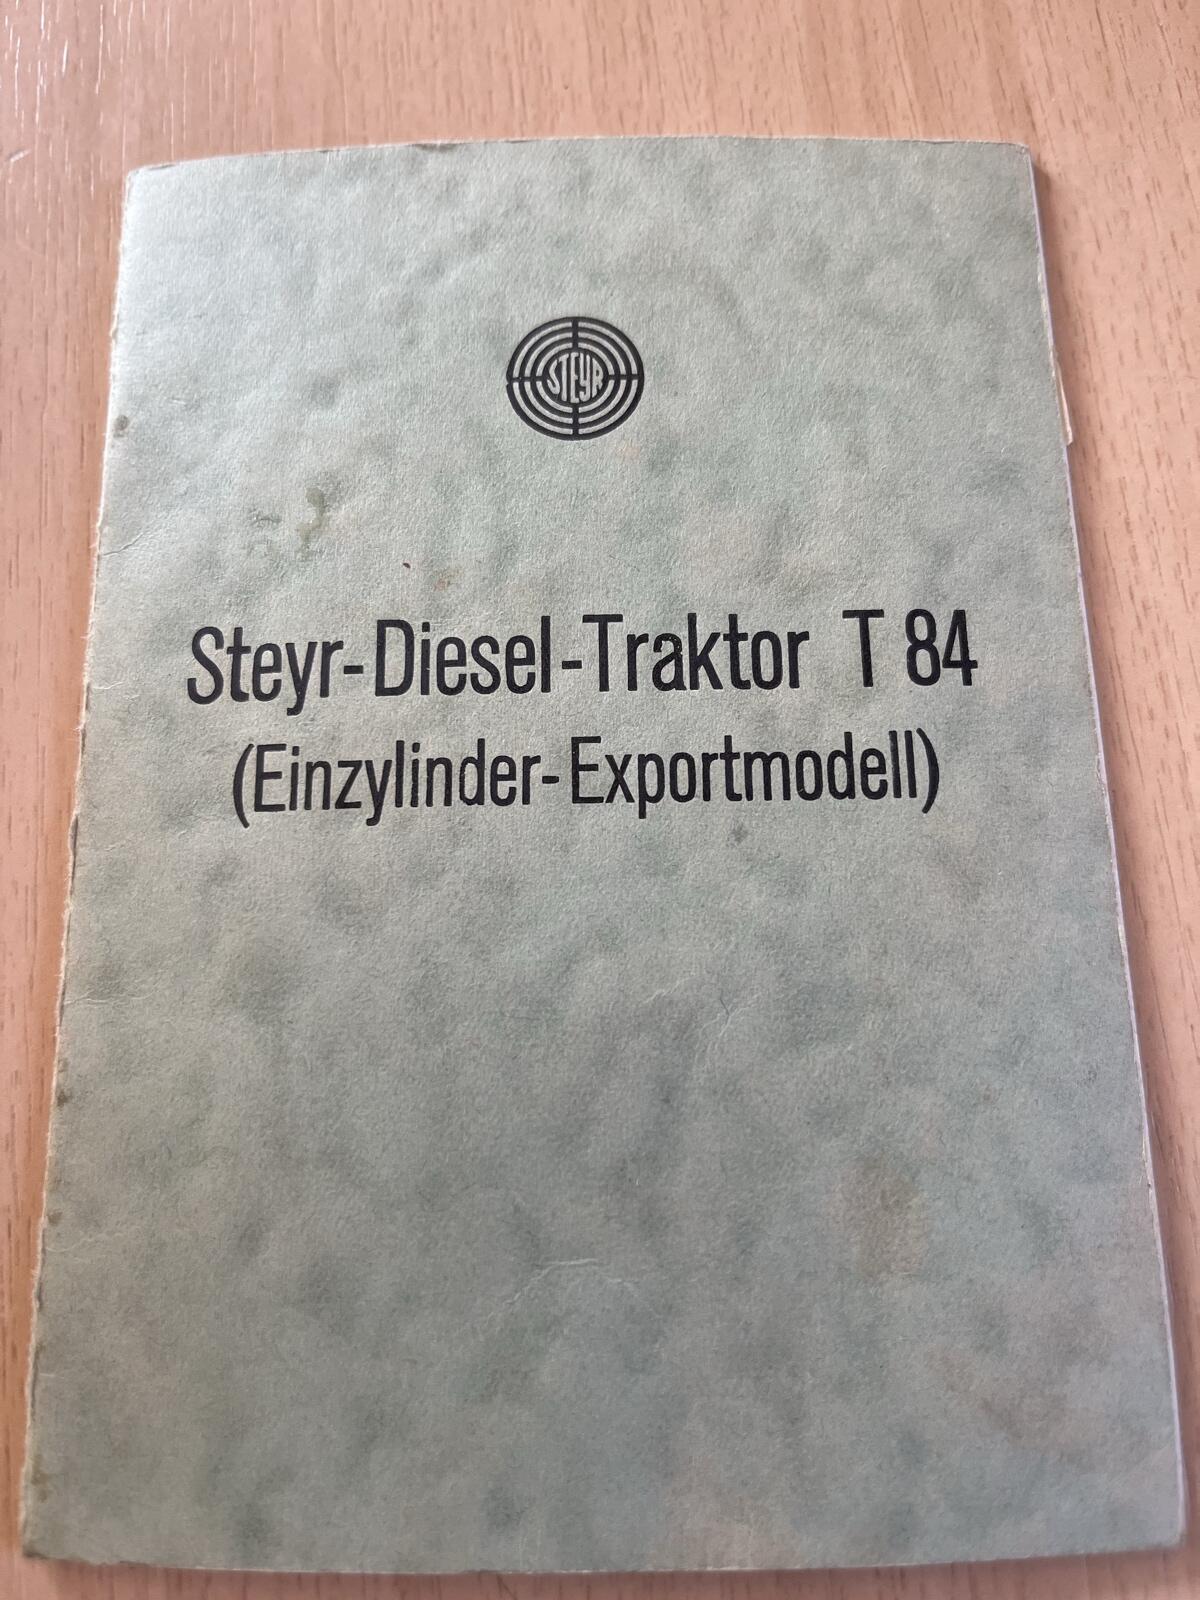 STEYR
Steyr-Diesel-Traktor T 84
(Einzylinder-Exportmodell)